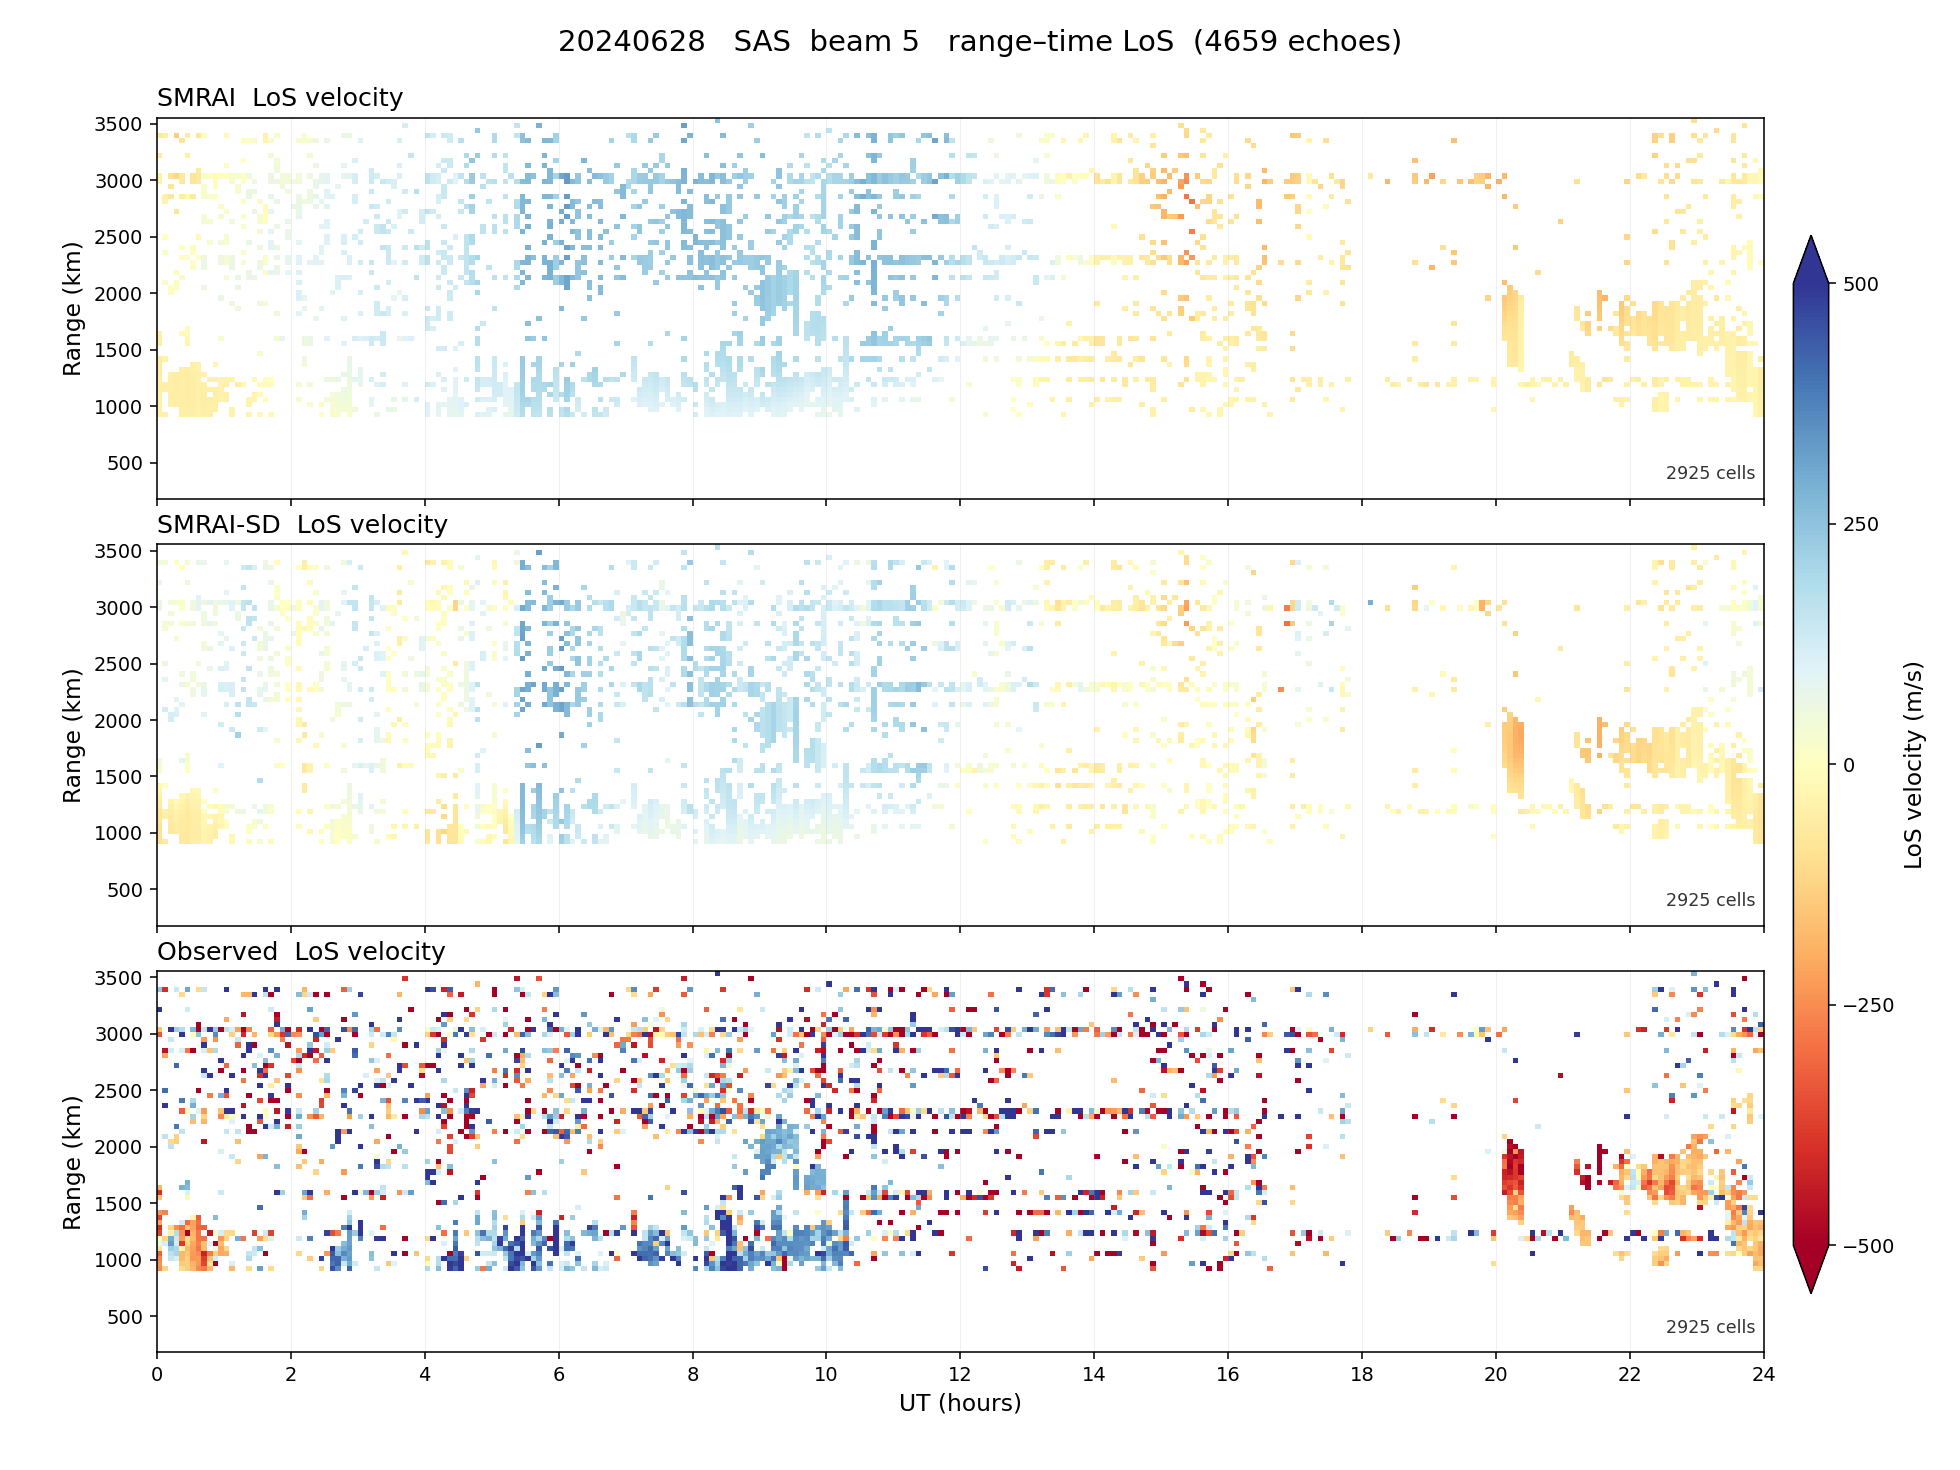 20240628   SAS  beam 5   range–time LoS  (4659 echoes)
SMRAI  LoS velocity
3500
3000
2500
2000
1500
1000
500
Range (km)
2925 cells
SMRAI-SD  LoS velocity
3500
3000
2500
2000
1500
1000
500
Range (km)
2925 cells
Observed  LoS velocity
3500
3000
2500
2000
1500
1000
500
Range (km)
2925 cells
0 2 4 6 8 10 12 14 16 18 20 22 24
UT (hours)
500
250
0
−250
−500
LoS velocity (m/s)